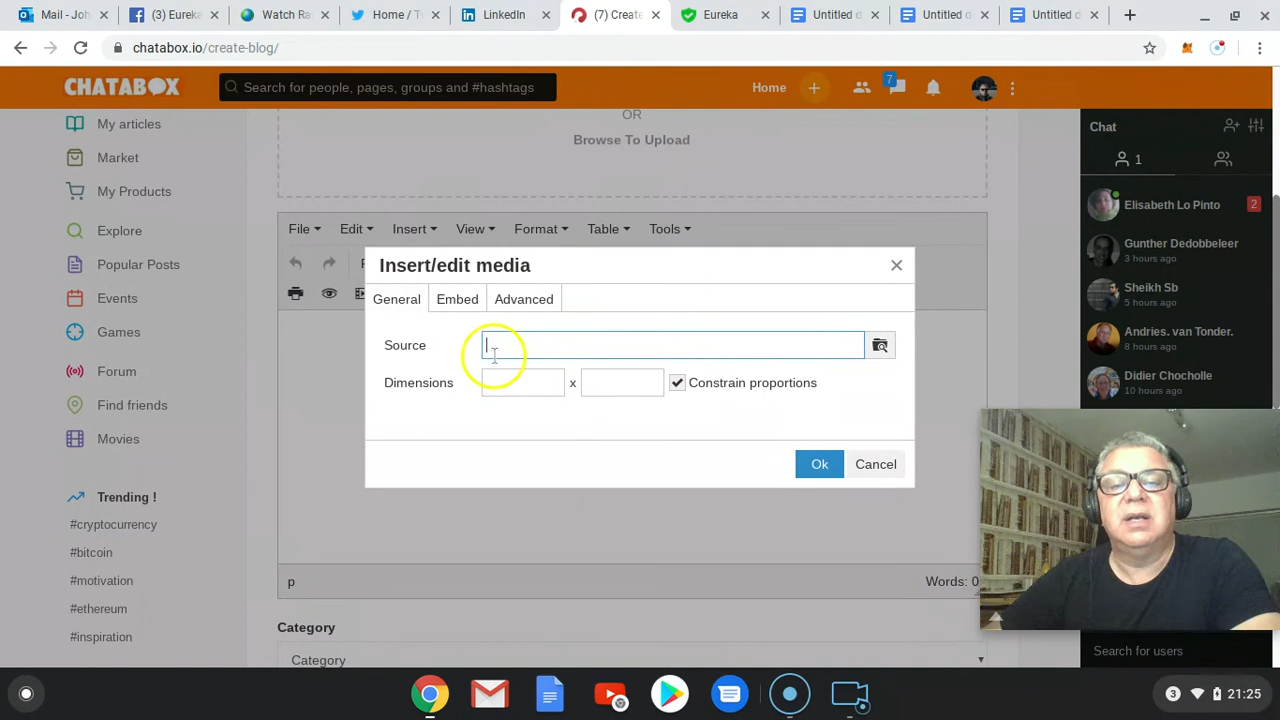 Mail - Joh
(3) Eureka
Watch Ra
Home / Tw
LinkedIn
(7) Create
Eureka
Untitled d
Untitled d
Untitled d
chatabox.io/create-blog/
CHATABOX
Search for people, pages, groups and #hashtags
Home
7
My articles
Market
My Products
Explore
Popular Posts
Events
Games
Forum
Find friends
Movies
Trending !
#cryptocurrency
#bitcoin
#motivation
#ethereum
#inspiration
OR
Browse To Upload
File Edit Insert View Format Table Tools
Insert/edit media
General Embed Advanced
Source
Dimensions x Constrain proportions
Ok Cancel
p
Words: 0
Category
Category
Chat
1
Elisabeth Lo Pinto 2
Gunther Dedobbeleer
3 hours ago
Sheikh Sb
5 hours ago
Andries. van Tonder.
8 hours ago
Didier Chocholle
10 hours ago
Search for users
3 21:25